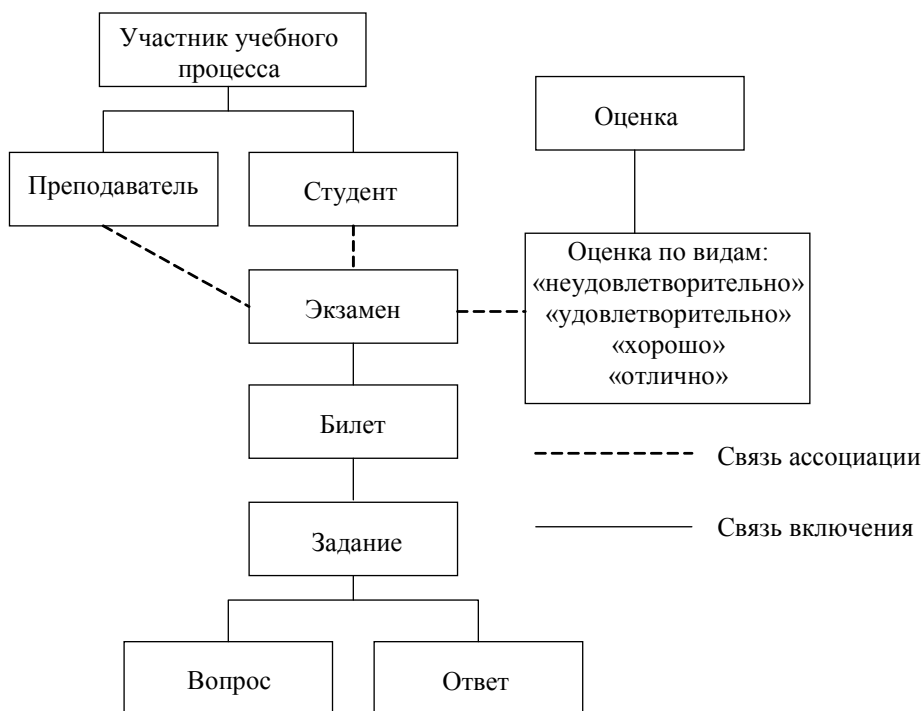 Участник учебного
процесса
Оценка
Преподаватель
Студент
Оценка по видам:
«неудовлетворительно»
«удовлетворительно»
«хорошо»
«отлично»
Экзамен
Билет
Связь ассоциации
Задание
Связь включения
Вопрос
Ответ